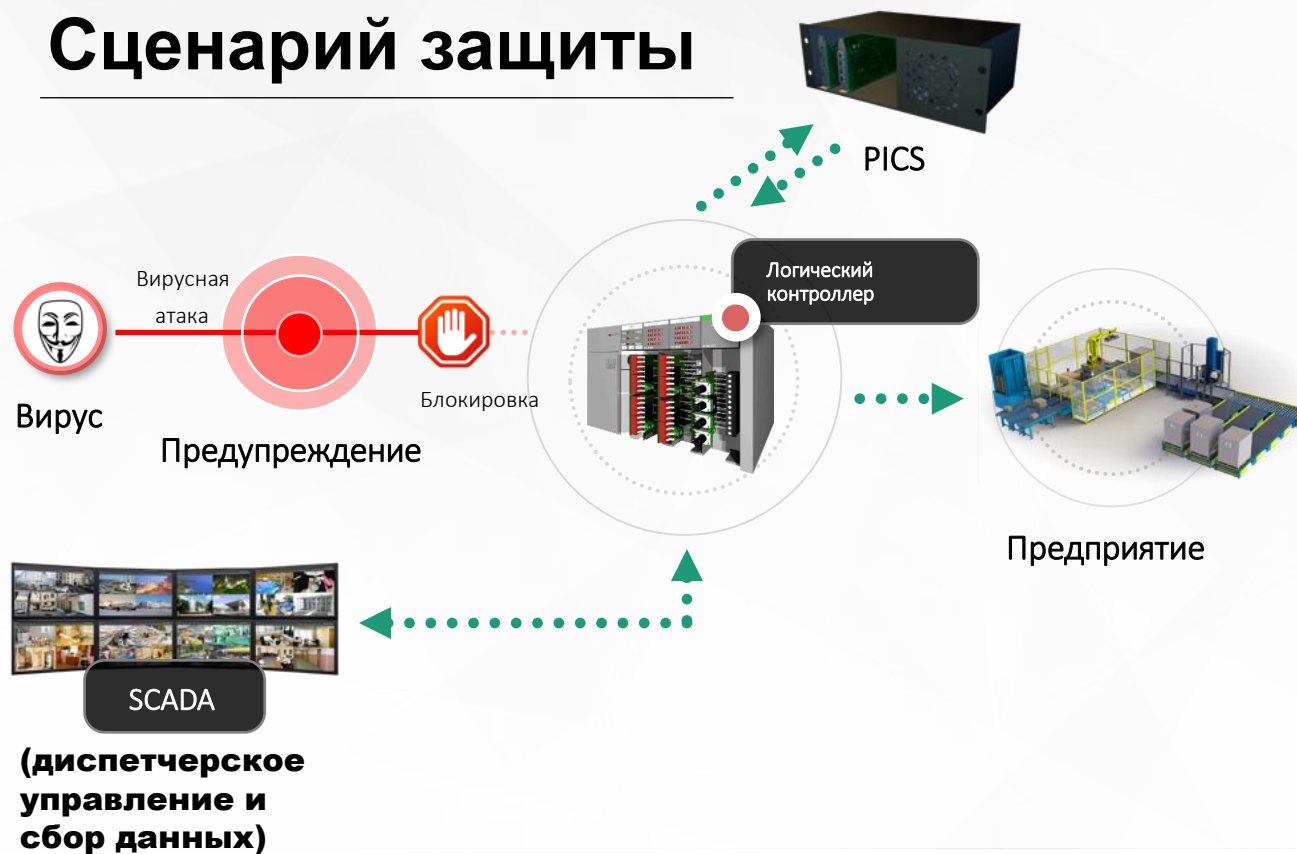 Сценарий защиты
PICS
Логический
контроллер
Вирусная
атака
Блокировка
Вирус
Предупреждение
Предприятие
SCADA
(диспетчерское
управление и
сбор данных)